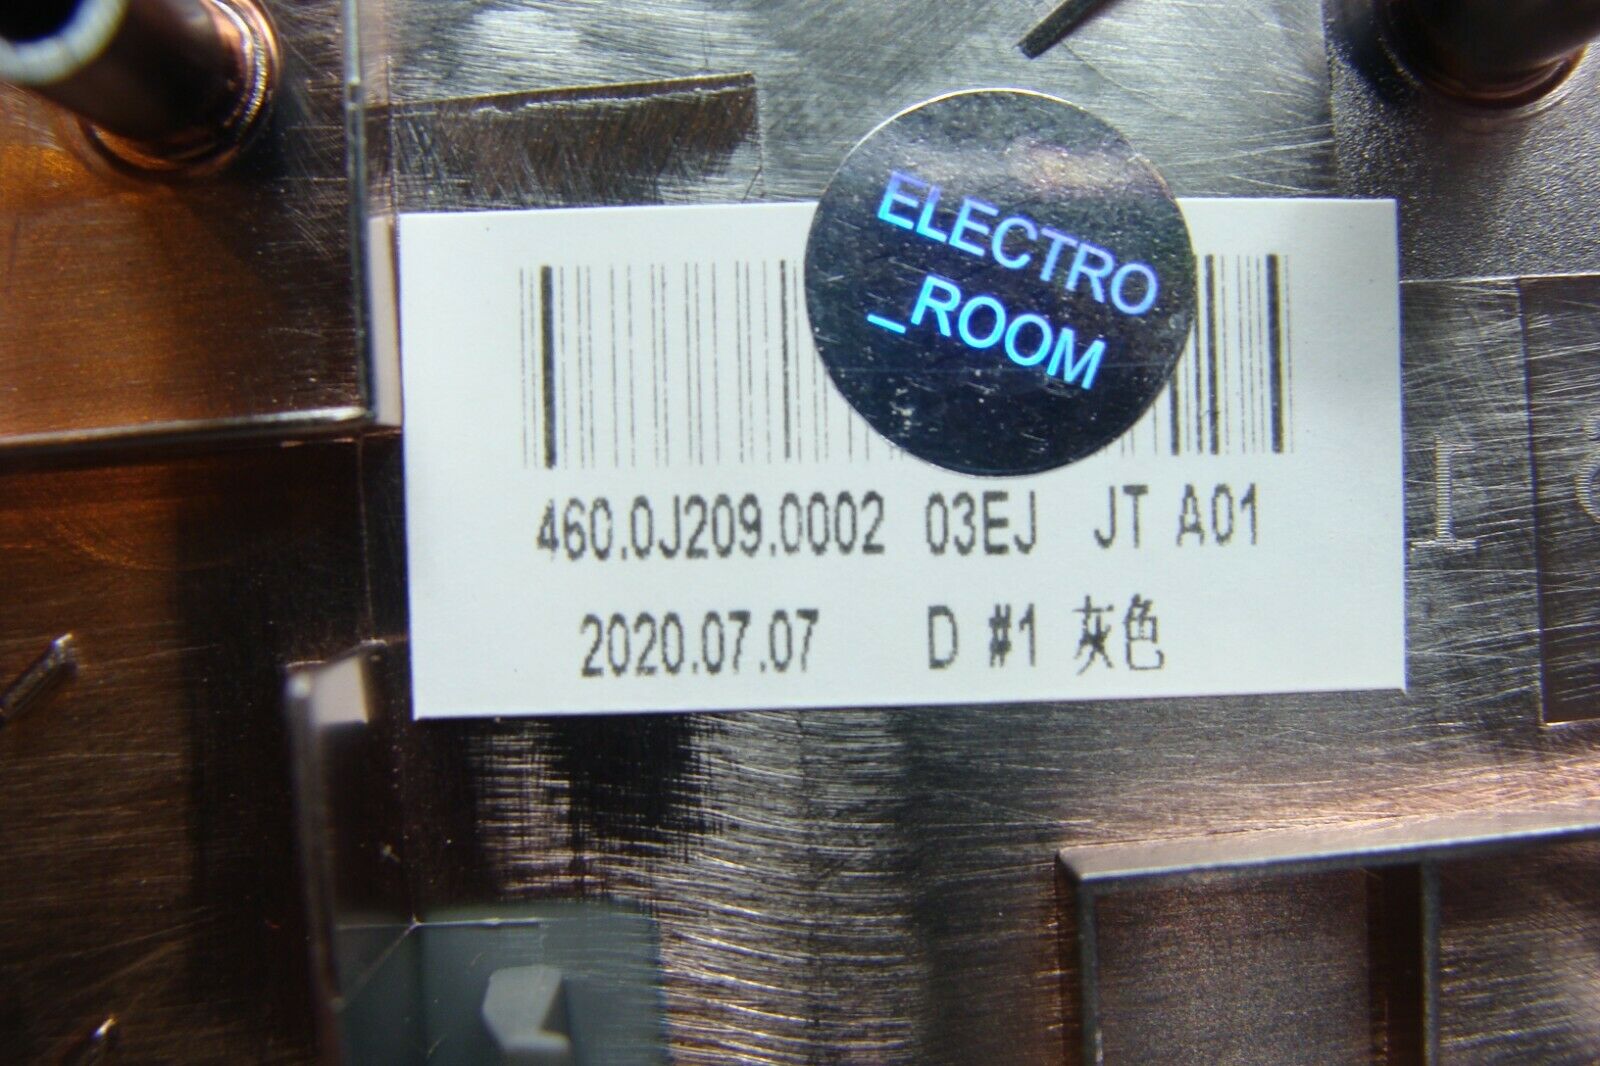 ELECTRO
_ROOM
460.0J209.0002 03EJ JT A01
2020.07.07 D #1 灰色